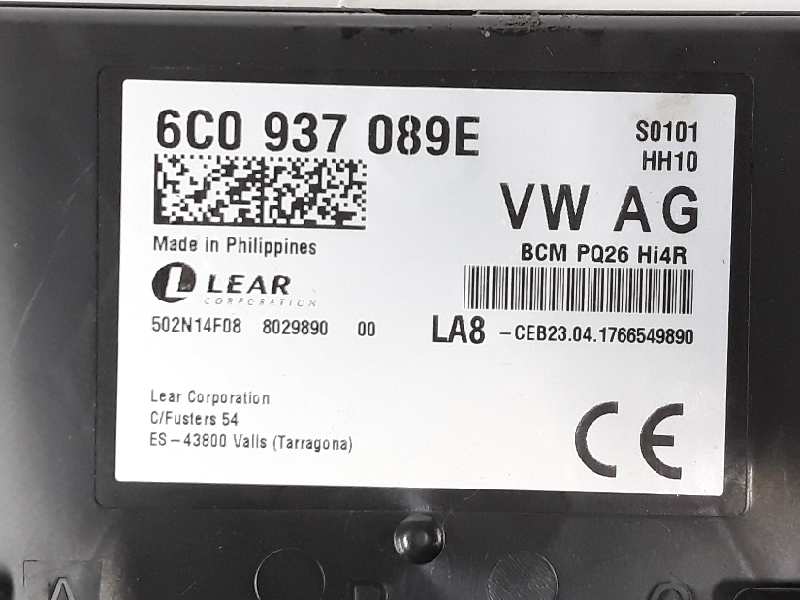 6C0 937 089E
S0101
HH10
VW AG
Made in Philippines
BCM PQ26 Hi4R
LEAR
CORPORATION
502N14F08 8029890 00
LA8 -CEB23.04.1766549890
Lear Corporation
C/Fusters 54
ES-43800 Valls (Tarragona)
CE
A